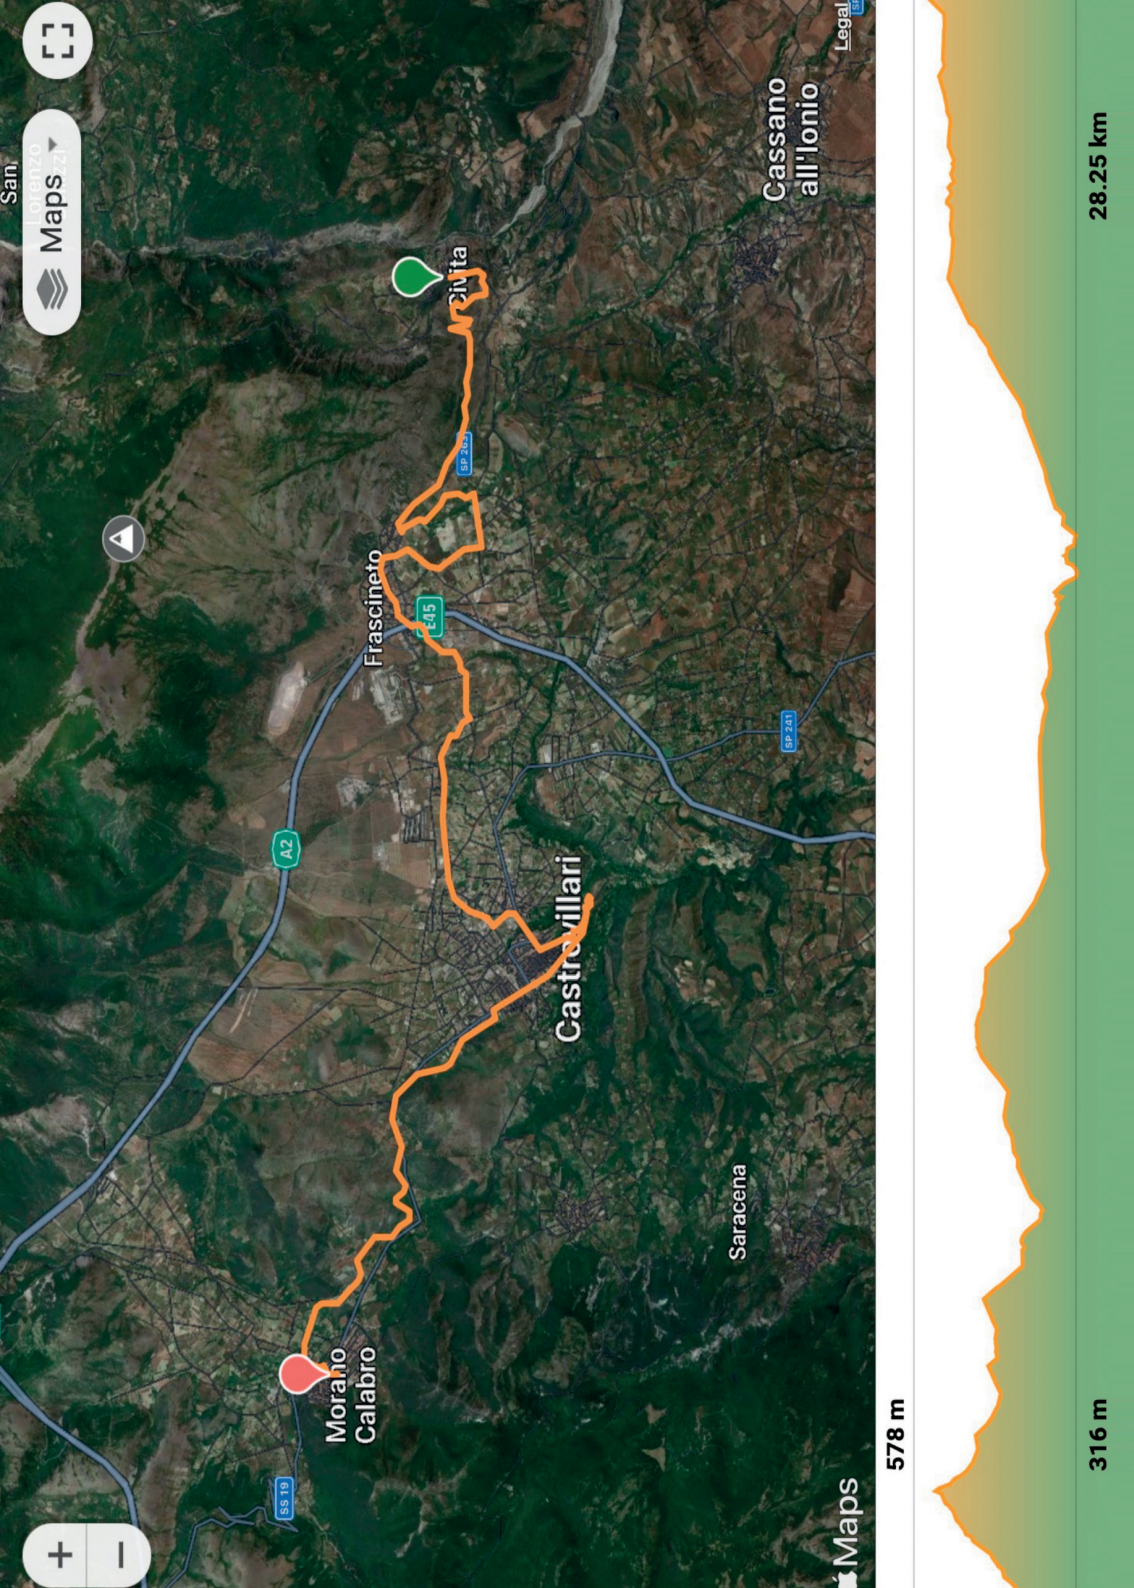 San
Lorenzo
Maps
Civita
Cassano
all'Ionio
Legal
SP 263
Frascineto
E45
A2
SP 241
Castrovillari
Saracena
Morano
Calabro
SS 19
Maps
578 m
316 m
28.25 km